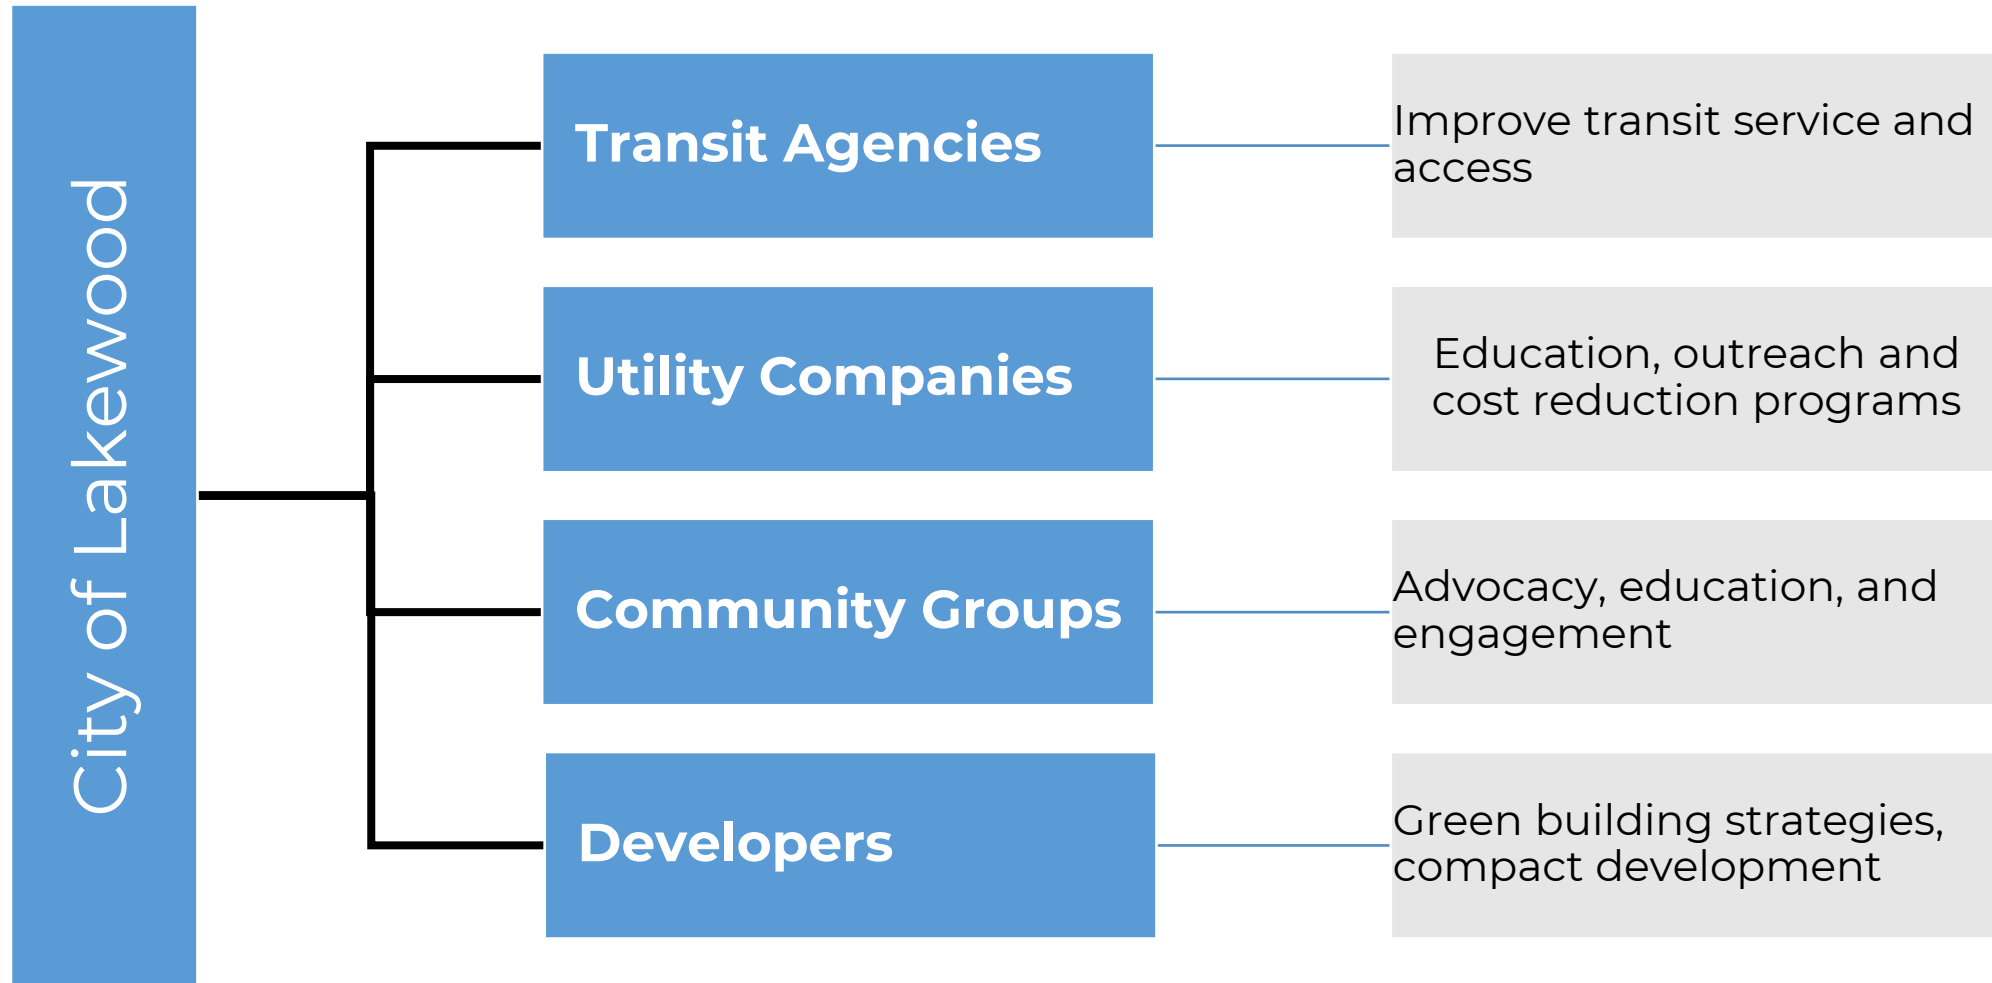 City of Lakewood
Transit Agencies
Improve transit service and
access
Utility Companies
Education, outreach and
cost reduction programs
Community Groups
Advocacy, education, and
engagement
Developers
Green building strategies,
compact development